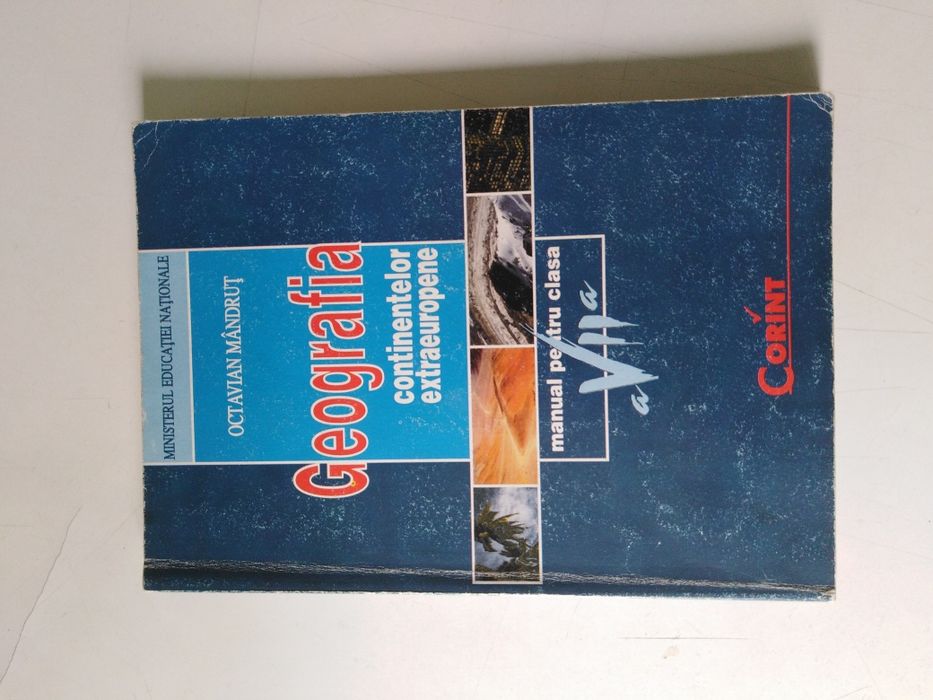 MINISTERUL EDUCAȚIEI NAȚIONALE
OCTAVIAN MÂNDRUȚ
Geografia
continentelor
extraeuropene
manual pentru clasa
a VII a
CORINT